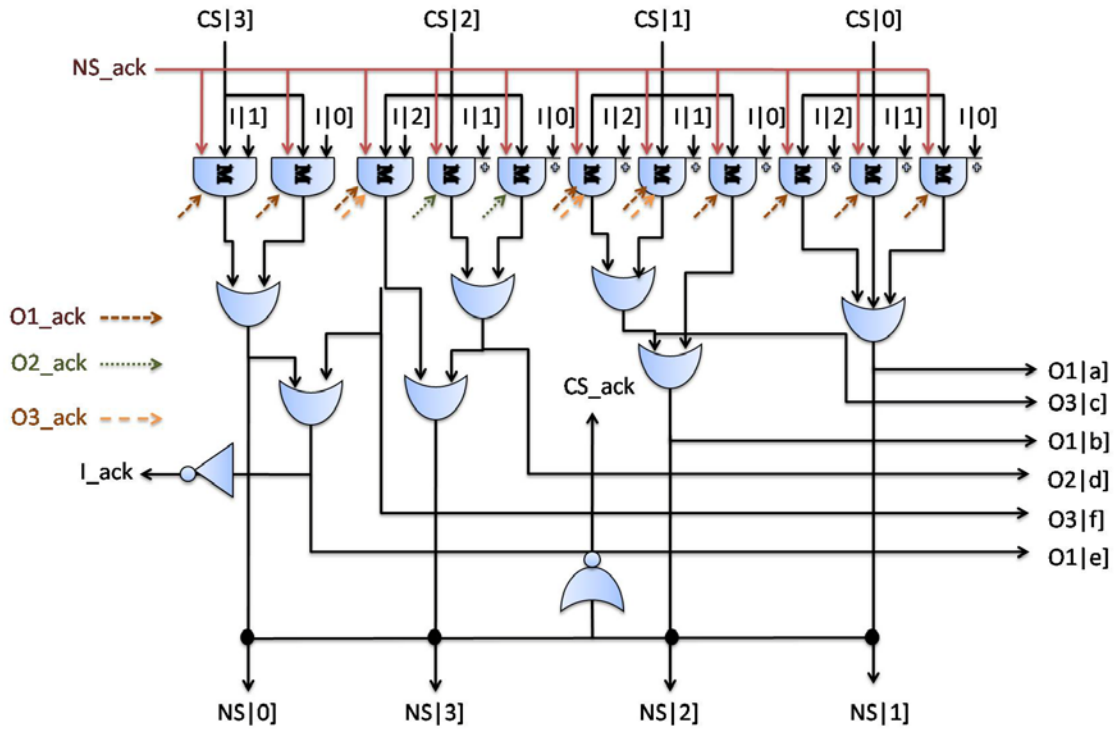 CS|3] CS|2] CS|1] CS|0]
NS_ack
I|1] I|0] I|2] I|1] I|0] I|2] I|1] I|0] I|2] I|1] I|0]
+ + + + + + + +
M M M M M M M M M M M
O1_ack
O2_ack
O3_ack
CS_ack
I_ack
O1|a]
O3|c]
O1|b]
O2|d]
O3|f]
O1|e]
NS|0] NS|3] NS|2] NS|1]